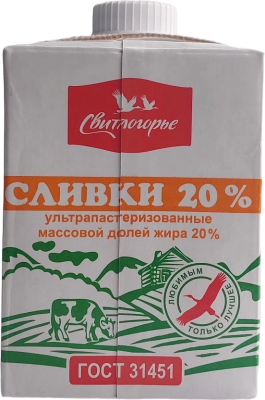 Свитлогорье
СЛИВКИ 20 %
ультрапастеризованные
массовой долей жира 20%
ЛЮБИМЫМ
ТОЛЬКО ЛУЧШЕЕ
ГОСТ 31451